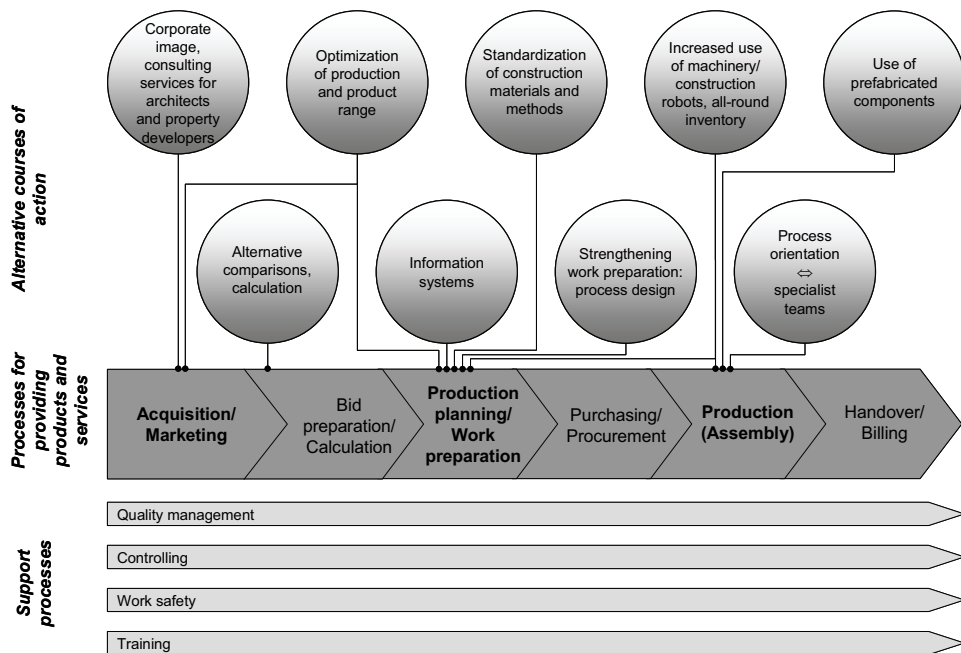 Corporate
image,
consulting
services for
architects
and property
developers
Optimization
of production
and product
range
Standardization
of construction
materials and
methods
Increased use
of machinery/
construction
robots, all-round
inventory
Use of
prefabricated
components
Alternative courses of
action
Alternative
comparisons,
calculation
Information
systems
Strengthening
work preparation:
process design
Process
orientation
⇔
specialist
teams
Processes for
providing
products and
services
Acquisition/
Marketing
Bid
preparation/
Calculation
Production
planning/
Work
preparation
Purchasing/
Procurement
Production
(Assembly)
Handover/
Billing
Support
processes
Quality management
Controlling
Work safety
Training